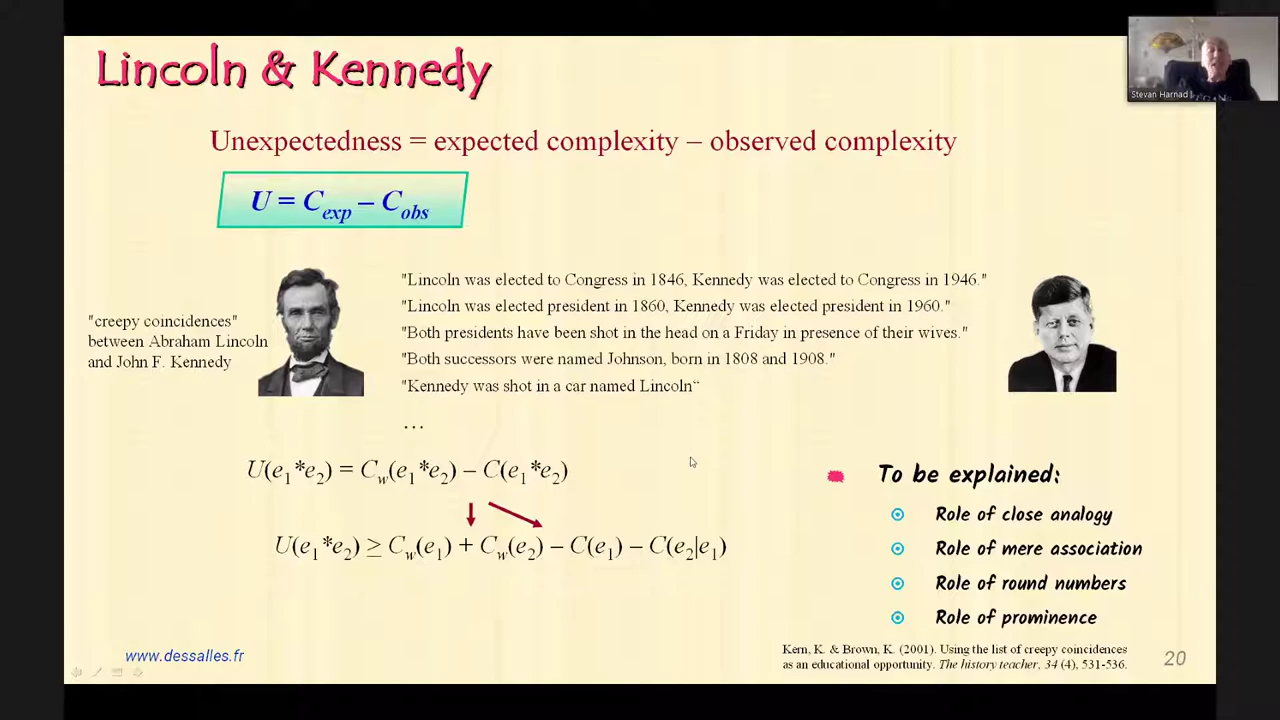 Lincoln & Kennedy
Stevan Harnad
Unexpectedness = expected complexity – observed complexity
U = C_exp – C_obs
"creepy coincidences"
between Abraham Lincoln
and John F. Kennedy
"Lincoln was elected to Congress in 1846, Kennedy was elected to Congress in 1946."
"Lincoln was elected president in 1860, Kennedy was elected president in 1960."
"Both presidents have been shot in the head on a Friday in presence of their wives."
"Both successors were named Johnson, born in 1808 and 1908."
"Kennedy was shot in a car named Lincoln“
…
U(e₁*e₂) = C_w(e₁*e₂) – C(e₁*e₂)
U(e₁*e₂) ≥ C_w(e₁) + C_w(e₂) – C(e₁) – C(e₂|e₁)
To be explained:
Role of close analogy
Role of mere association
Role of round numbers
Role of prominence
www.dessalles.fr
Kern, K. & Brown, K. (2001). Using the list of creepy coincidences
as an educational opportunity. The history teacher, 34 (4), 531-536.
20